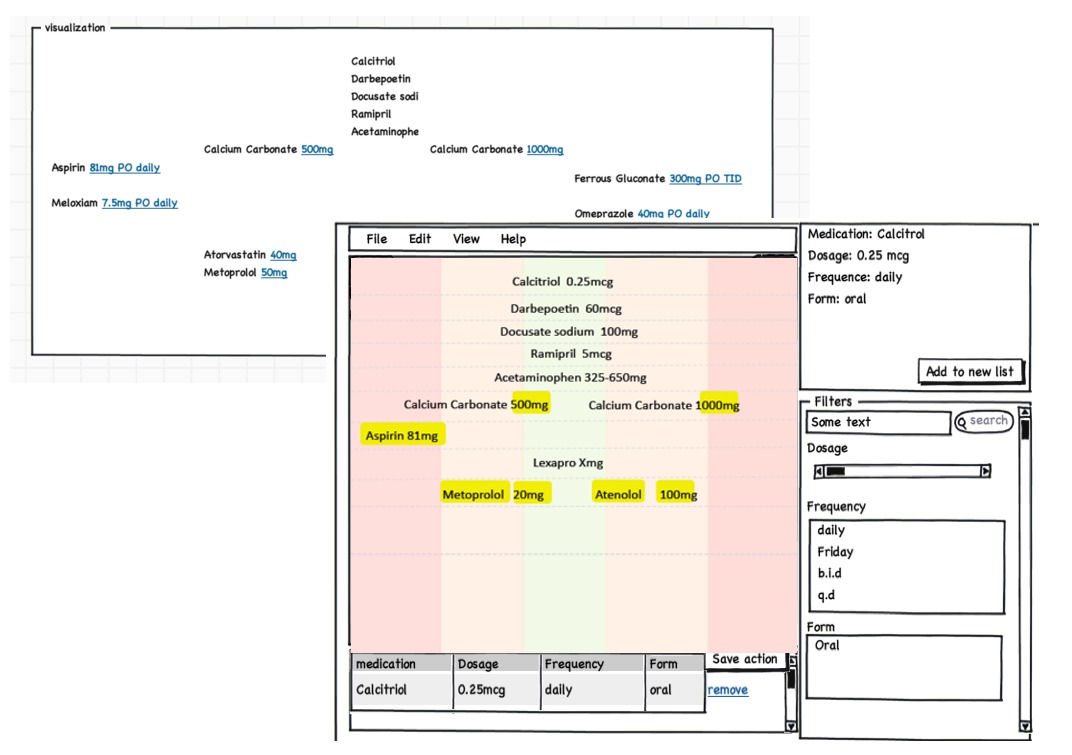 visualization
Calcitriol
Darbepoetin
Docusate sodi
Ramipril
Acetaminophe
Calcium Carbonate 500mg
Calcium Carbonate 1000mg
Aspirin 81mg PO daily
Ferrous Gluconate 300mg PO TID
Meloxiam 7.5mg PO daily
Omeprazole 40mg PO daily
Atorvastatin 40mg
Metoprolol 50mg
File Edit View Help
Calcitriol 0.25mcg
Darbepoetin 60mcg
Docusate sodium 100mg
Ramipril 5mcg
Acetaminophen 325-650mg
Calcium Carbonate 500mg
Calcium Carbonate 1000mg
Aspirin 81mg
Lexapro Xmg
Metoprolol 20mg
Atenolol 100mg
medication Dosage Frequency Form
Calcitriol 0.25mcg daily oral
Save action
remove
Medication: Calcitrol
Dosage: 0.25 mcg
Frequence: daily
Form: oral
Add to new list
Filters
Some text
search
Dosage
Frequency
daily
Friday
b.i.d
q.d
Form
Oral